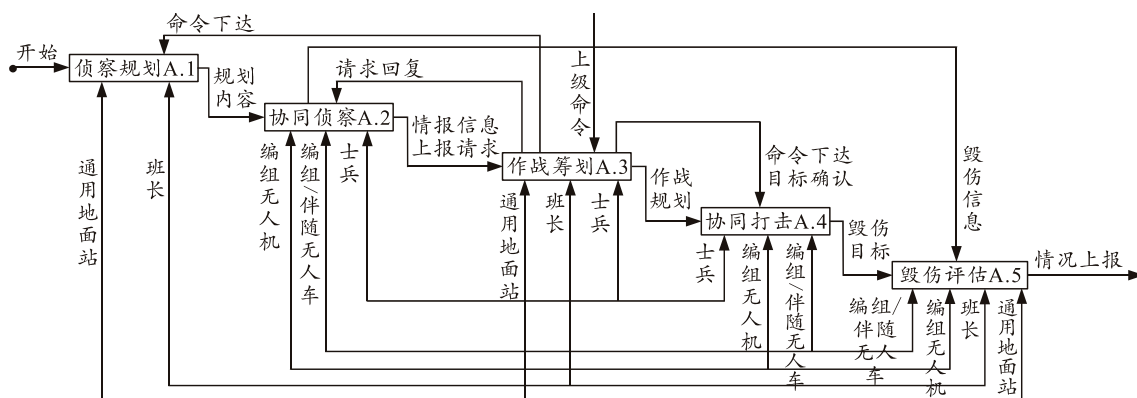 命令下达
开始
侦察规划A.1
规划
内容
请求回复
上级命令
协同侦察A.2
情报信息
上报请求
作战筹划A.3
命令下达
目标确认
毁伤信息
通用地面站
班长
编组无人机
编组/伴随无人车
士兵
作战
规划
通用地面站
班长
士兵
协同打击A.4
毁伤
目标
士兵
编组无人机
编组/伴随无人车
毁伤评估A.5
情况上报
编组/
伴随
无人
车
编组无人机
班长
通用地面站